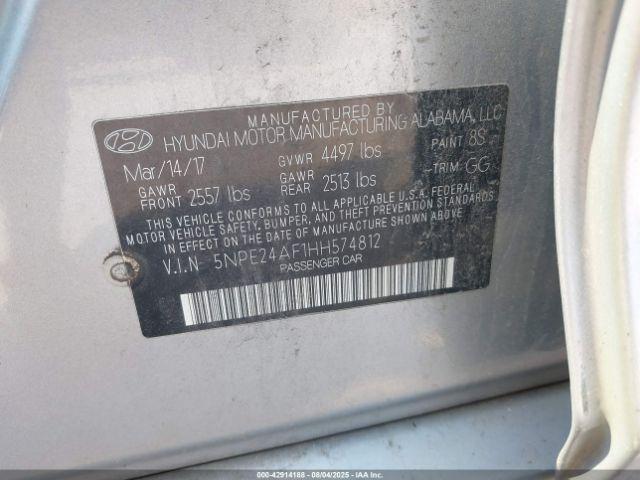 MANUFACTURED BY
HYUNDAI MOTOR MANUFACTURING ALABAMA, LLC
Mar/14/17 GVWR 4497 lbs PAINT 8S
GAWR FRONT 2557 lbs GAWR REAR 2513 lbs TRIM GG
THIS VEHICLE CONFORMS TO ALL APPLICABLE U.S.A. FEDERAL
MOTOR VEHICLE SAFETY, BUMPER, AND THEFT PREVENTION
STANDARDS IN EFFECT ON THE DATE OF MANUFACTURE SHOWN ABOVE.
V.I.N- 5NPE24AF1HH574812
PASSENGER CAR
000-42914188 - 08/04/2025 - IAAI.COM